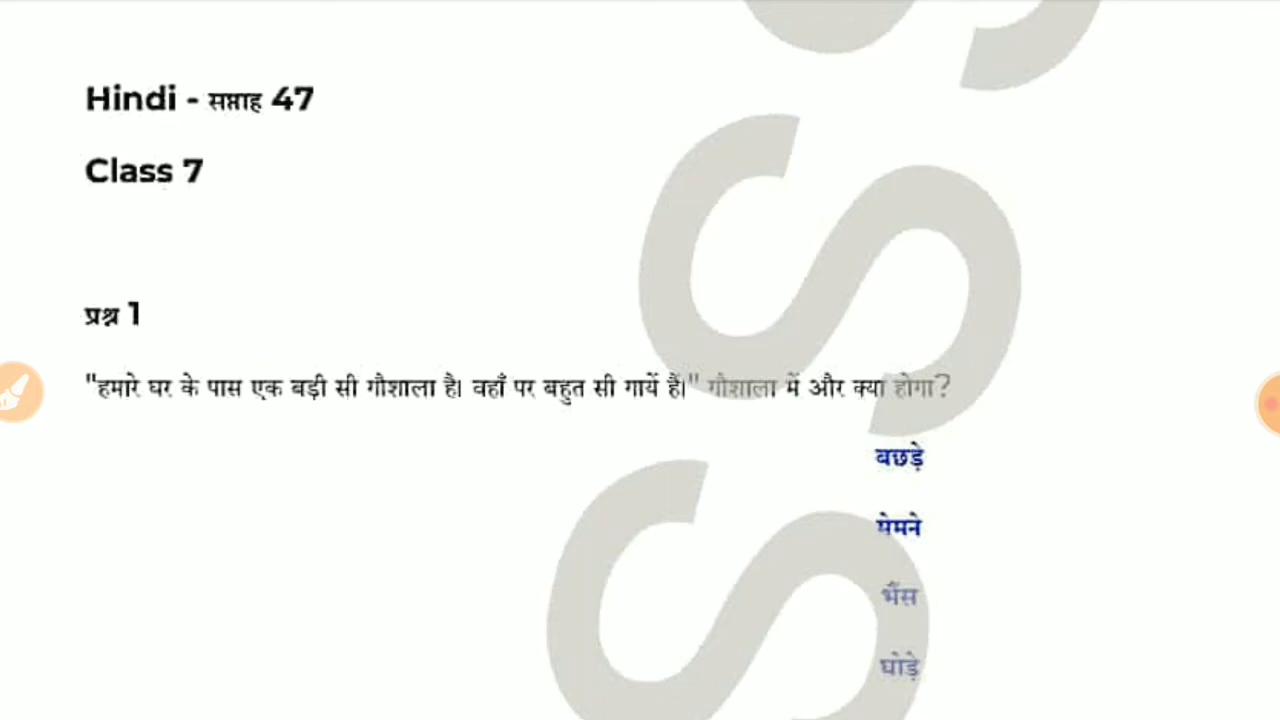 Hindi - सप्ताह 47
Class 7
प्रश्न 1
"हमारे घर के पास एक बड़ी सी गौशाला है। वहाँ पर बहुत सी गायें हैं।" गौशाला में और क्या होगा?
बछड़े
मेमने
भैंस
घोड़े